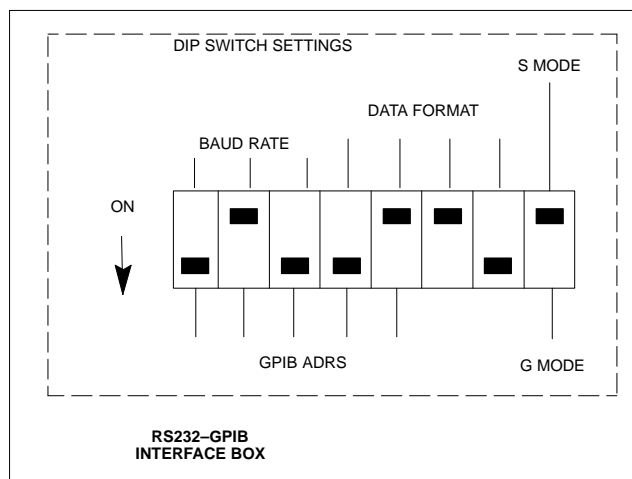 DIP SWITCH SETTINGS
S MODE
DATA FORMAT
BAUD RATE
ON
GPIB ADRS
G MODE
RS232–GPIB
INTERFACE BOX